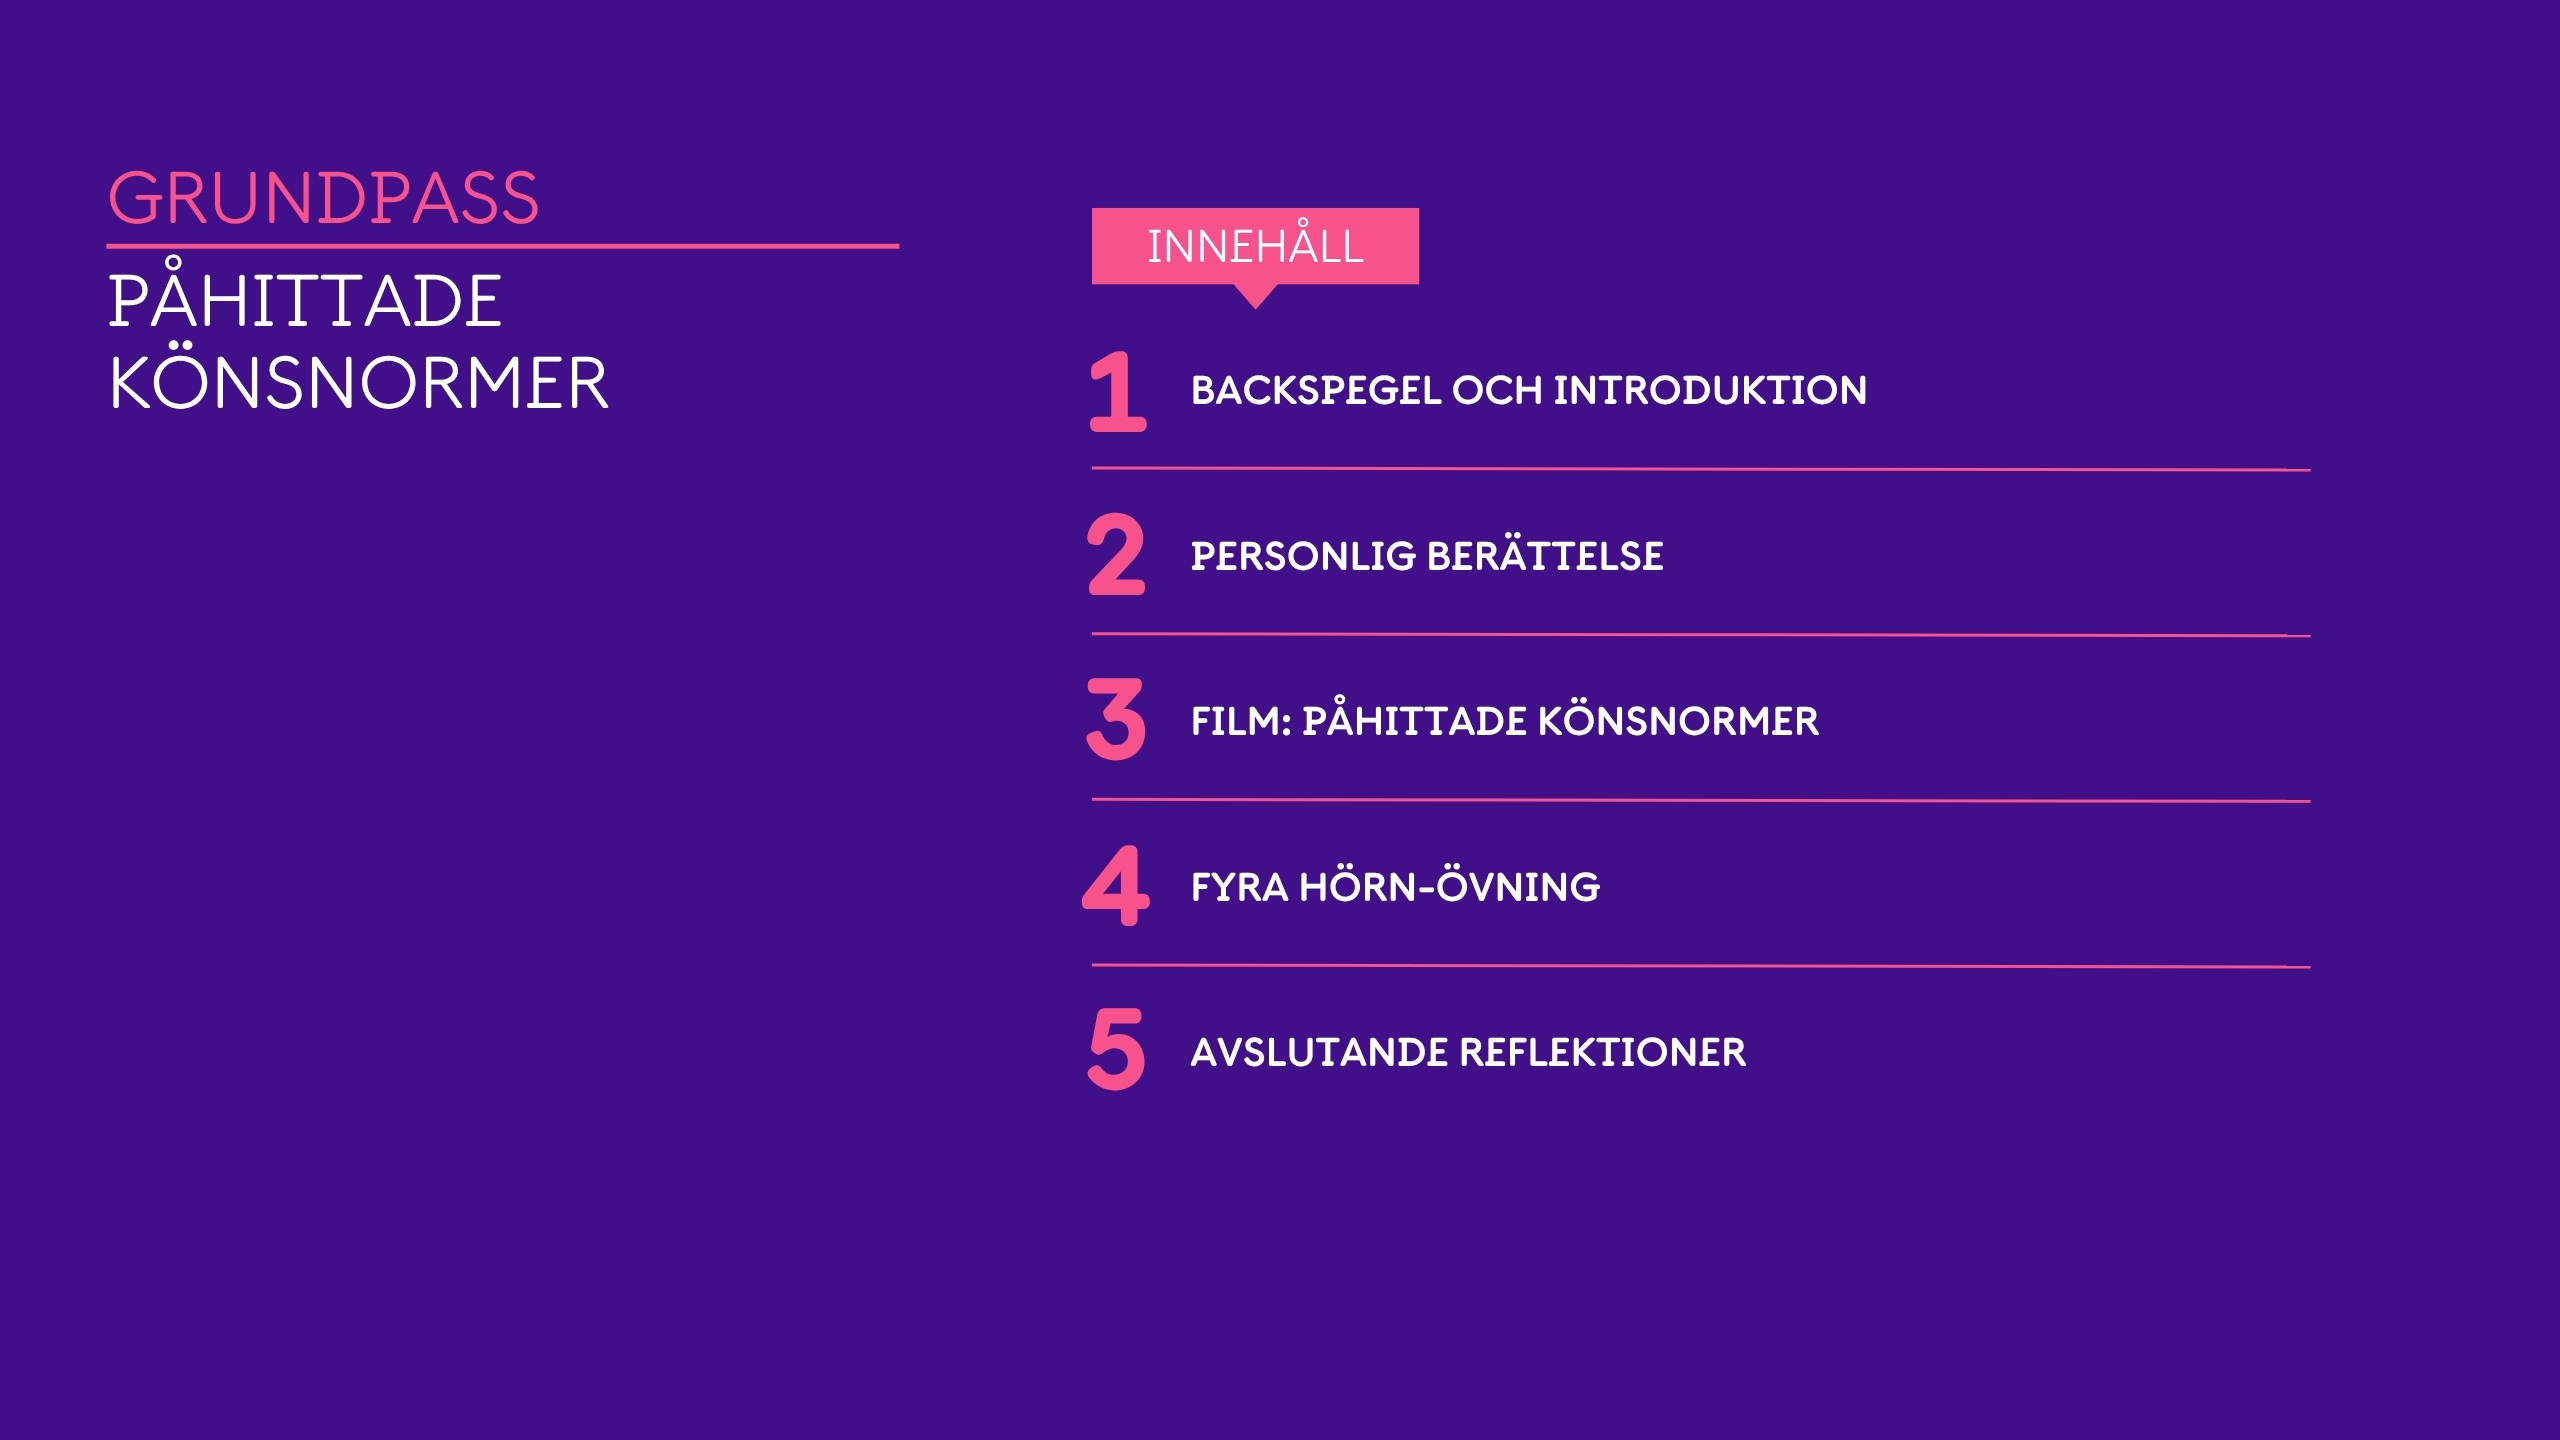 GRUNDPASS
PÅHITTADE
KÖNSNORMER
INNEHÅLL
1 BACKSPEGEL OCH INTRODUKTION
2 PERSONLIG BERÄTTELSE
3 FILM: PÅHITTADE KÖNSNORMER
4 FYRA HÖRN-ÖVNING
5 AVSLUTANDE REFLEKTIONER